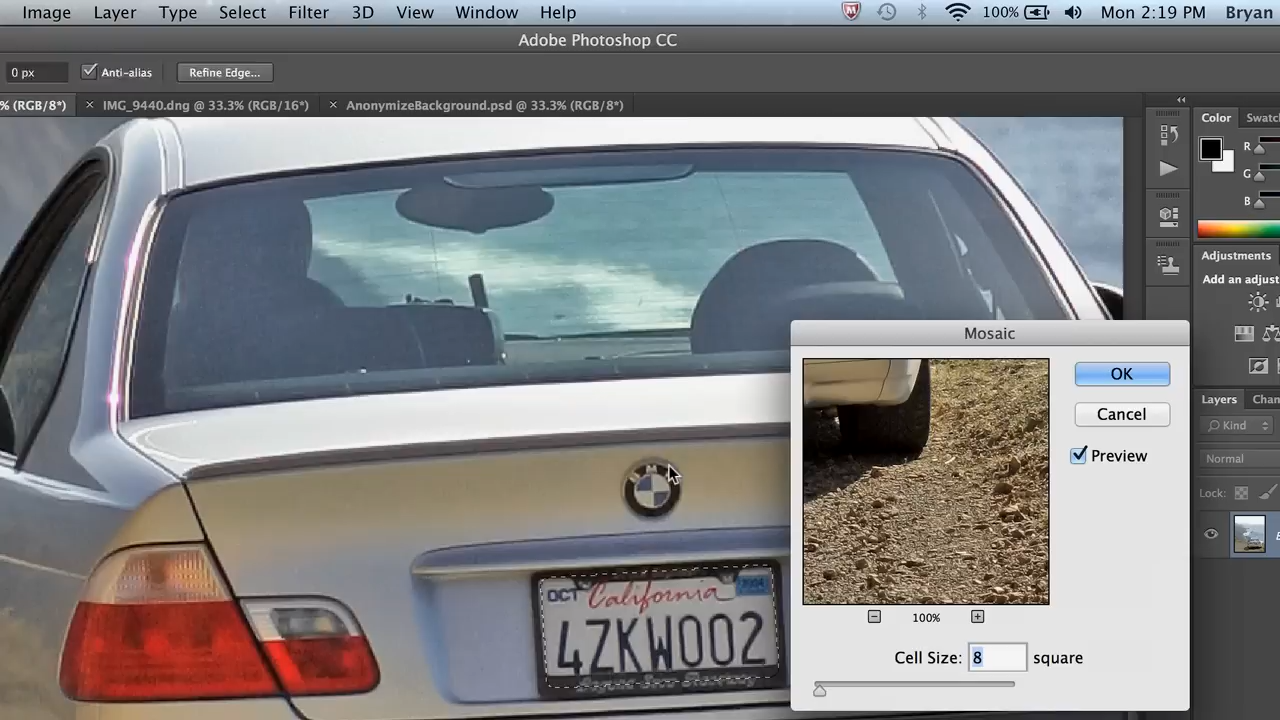 Image Layer Type Select Filter 3D View Window Help 100% Mon 2:19 PM Bryan
Adobe Photoshop CC
0 px Anti-alias Refine Edge...
% (RGB/8*) × IMG_9440.dng @ 33.3% (RGB/16*) × AnonymizeBackground.psd @ 33.3% (RGB/8*)
Color Swatc
R
G
B
Adjustments
Add an adjust
Mosaic
OK
Cancel
Preview
100%
Cell Size: 8 square
Layers Chan
Kind
Normal
Lock:
OCT California
4ZKW002